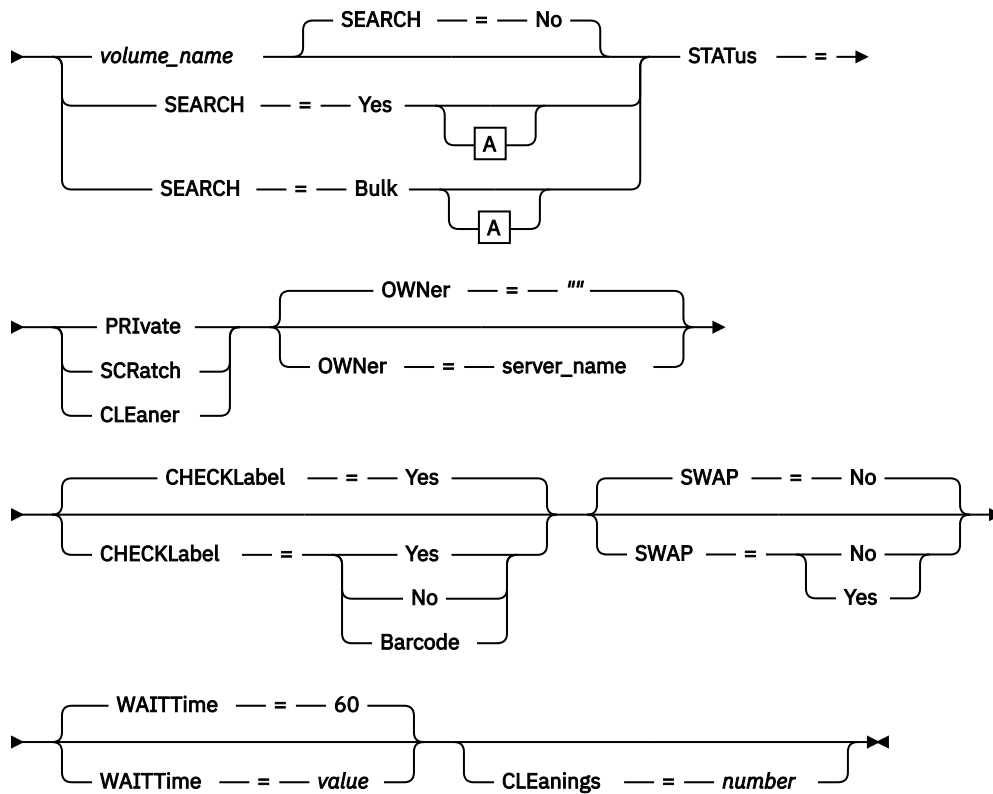 SEARCH = No
volume_name STATus =
SEARCH = Yes
A
SEARCH = Bulk
A
OWNer = ""
PRIvate
OWNer = server_name
SCRatch
CLEaner
CHECKLabel = Yes SWAP = No
CHECKLabel = Yes SWAP = No
No Yes
Barcode
WAITTime = 60
WAITTime = value CLEanings = number